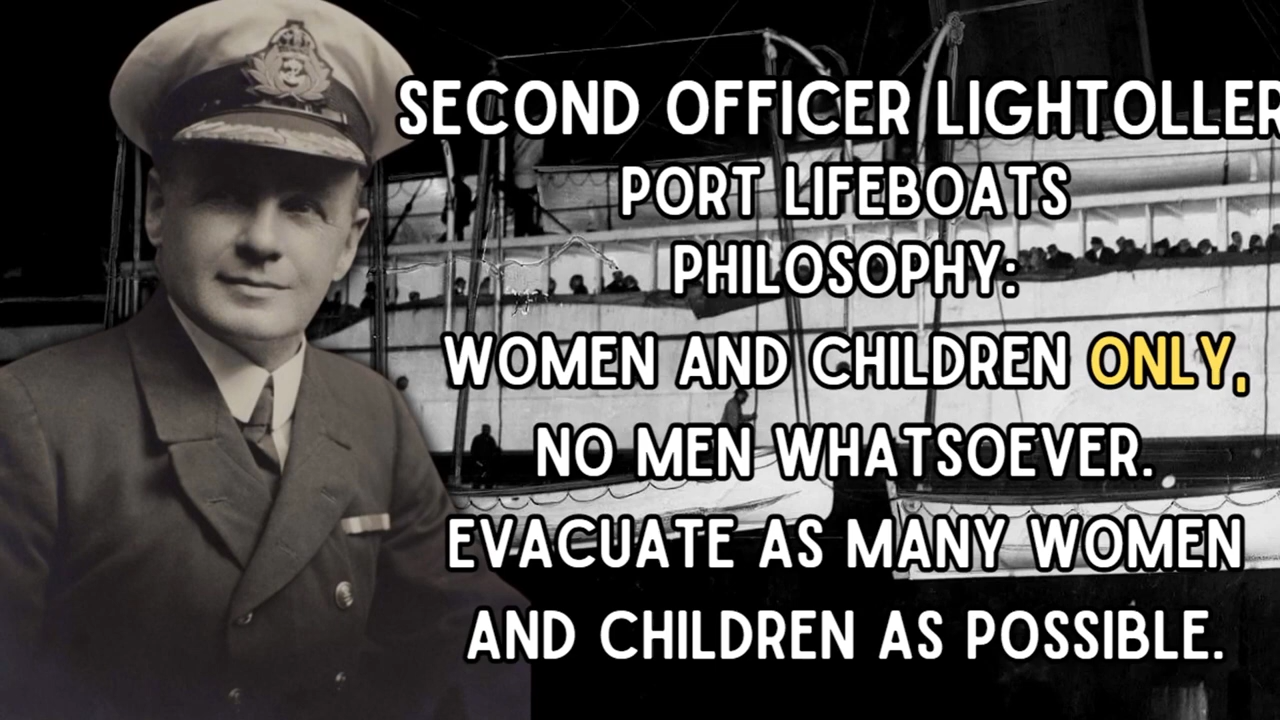 SECOND OFFICER LIGHTOLLER
PORT LIFEBOATS
PHILOSOPHY:
WOMEN AND CHILDREN ONLY,
NO MEN WHATSOEVER.
EVACUATE AS MANY WOMEN
AND CHILDREN AS POSSIBLE.